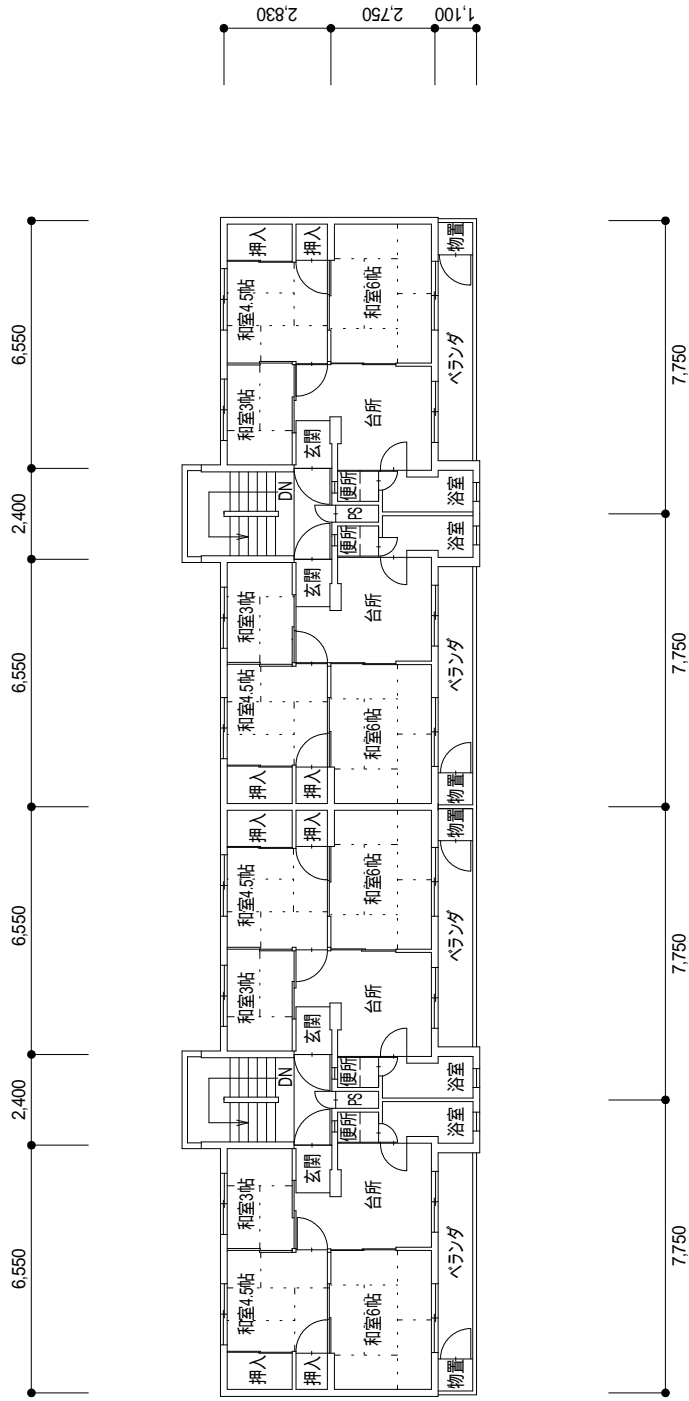 6,550 2,400 6,550 6,550 2,400 6,550
押入 和室4.5帖 和室3帖 和室3帖 和室4.5帖 押入 押入 和室4.5帖 和室3帖 和室3帖 和室4.5帖 押入
DN DN
押入 玄関 玄関 押入 押入 玄関 玄関 押入
2,830
便所 PS 便所 便所 PS 便所
和室6帖 台所 台所 和室6帖 和室6帖 台所 台所 和室6帖
2,750
物置 ベランダ 浴室 浴室 ベランダ 物置 物置 ベランダ 浴室 浴室 ベランダ 物置
1,100
7,750 7,750 7,750 7,750